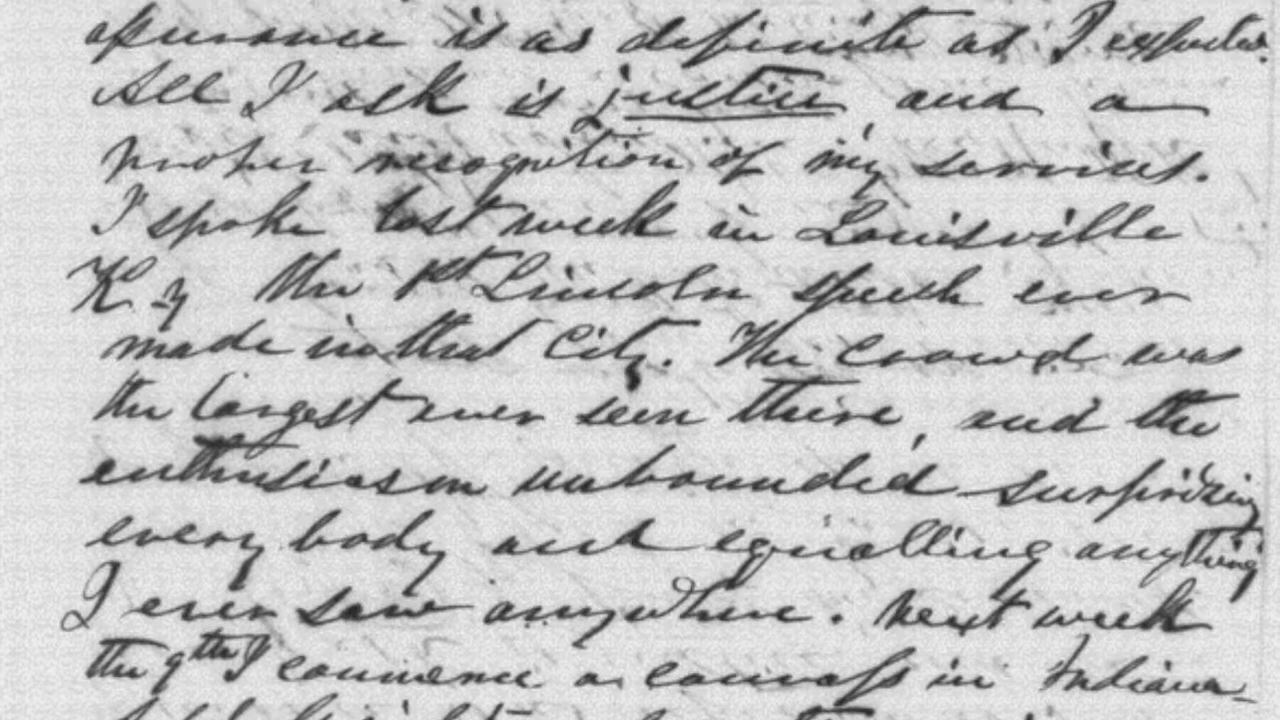 assurance is as definite as I expected.
All I ask is justice and a
proper recognition of my services.
I spoke last week in Louisville
Ky the 1st Lincoln speech ever
made in that City. The crowd was
the largest ever seen there, and the
enthusiasm unbounded surprizing
every body and equalling anything
I ever saw anywhere. Next week
the 9th I commence a canvass in Indiana